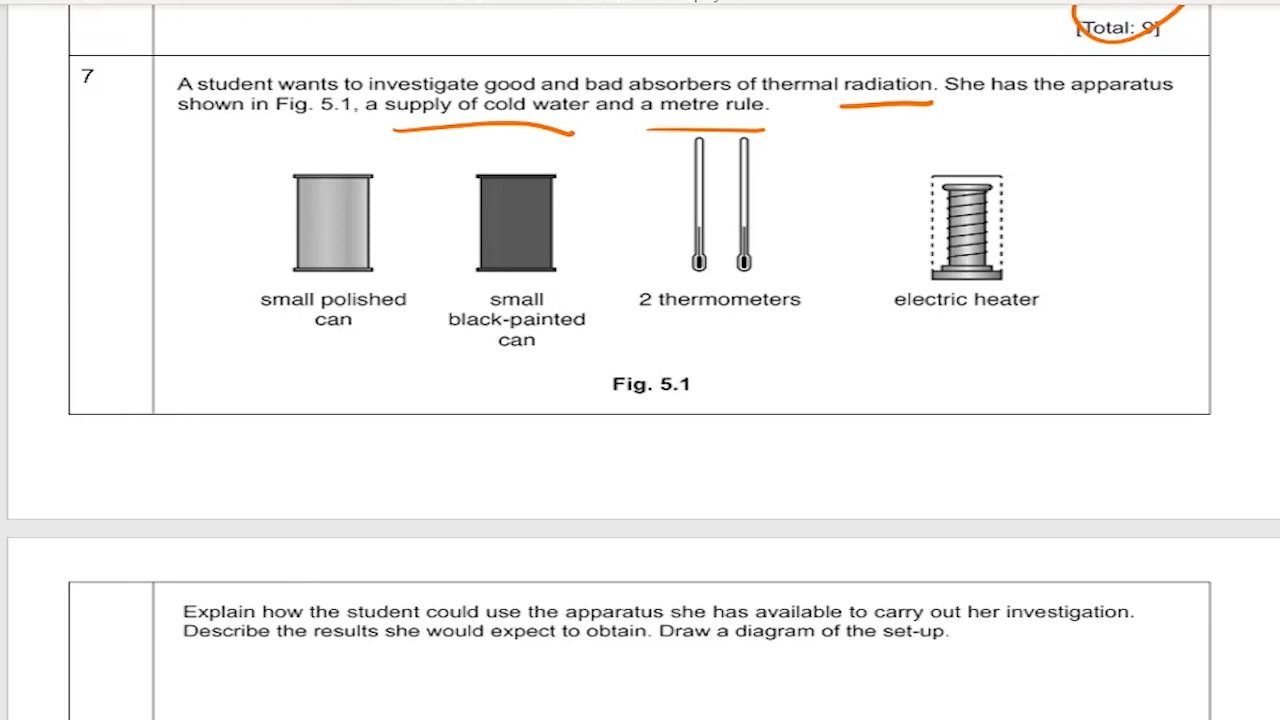 [Total: 9]
7
A student wants to investigate good and bad absorbers of thermal radiation. She has the apparatus
shown in Fig. 5.1, a supply of cold water and a metre rule.
small polished
can
small
black-painted
can
2 thermometers
electric heater
Fig. 5.1
Explain how the student could use the apparatus she has available to carry out her investigation.
Describe the results she would expect to obtain. Draw a diagram of the set-up.